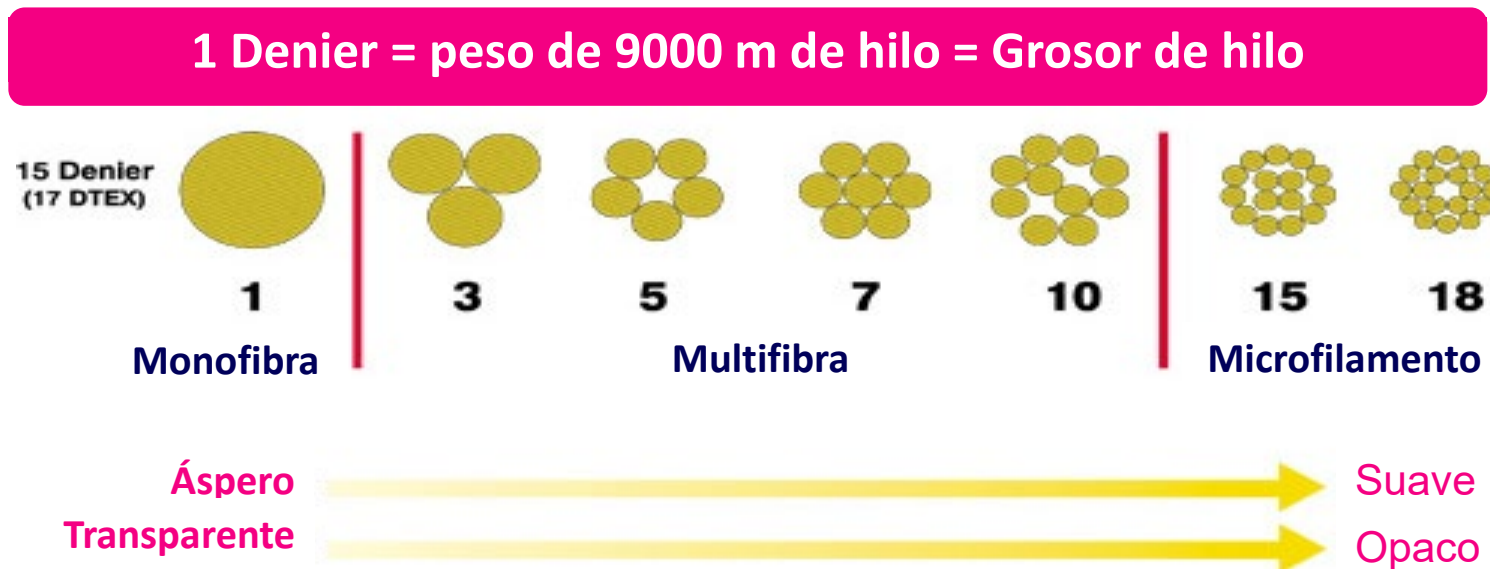 1 Denier = peso de 9000 m de hilo = Grosor de hilo
15 Denier
(17 DTEX)
1 3 5 7 10 15 18
Monofibra Multifibra Microfilamento
Áspero Suave
Transparente Opaco